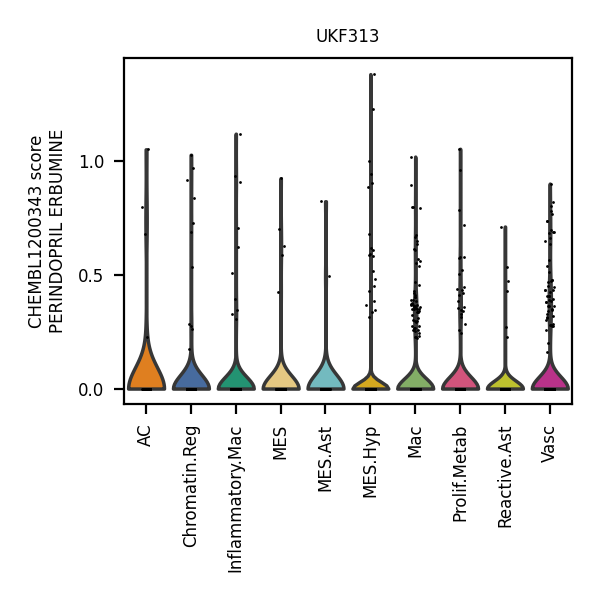 UKF313
CHEMBL1200343 score
PERINDOPRIL ERBUMINE
1.0
0.5
0.0
AC
Chromatin.Reg
Inflammatory.Mac
MES
MES.Ast
MES.Hyp
Mac
Prolif.Metab
Reactive.Ast
Vasc